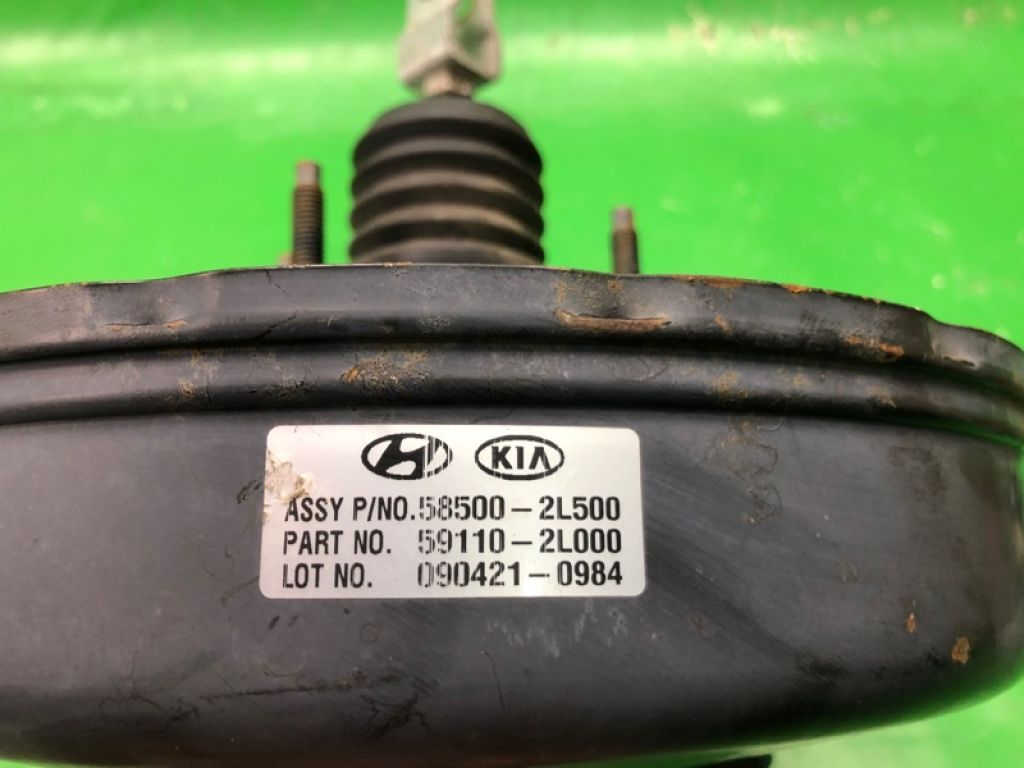 KIA
ASSY P/NO. 58500-2L500
PART NO. 59110-2L000
LOT NO. 090421-0984